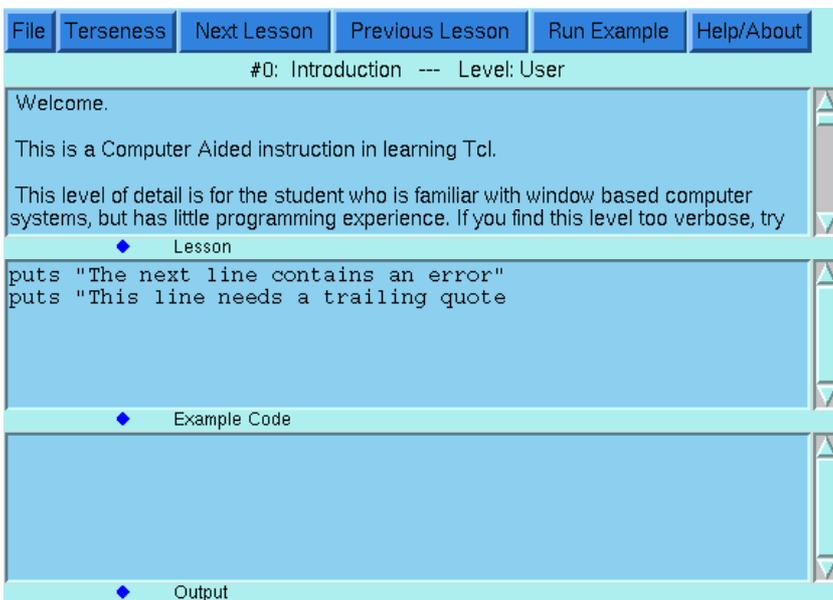 File Terseness Next Lesson Previous Lesson Run Example Help/About
#0: Introduction --- Level: User
Welcome.
This is a Computer Aided instruction in learning Tcl.
This level of detail is for the student who is familiar with window based computer
systems, but has little programming experience. If you find this level too verbose, try
Lesson
puts "The next line contains an error"
puts "This line needs a trailing quote
Example Code
Output